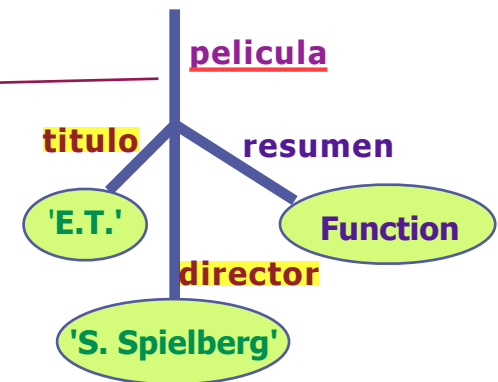 pelicula
titulo
resumen
'E.T.'
Function
director
'S. Spielberg'